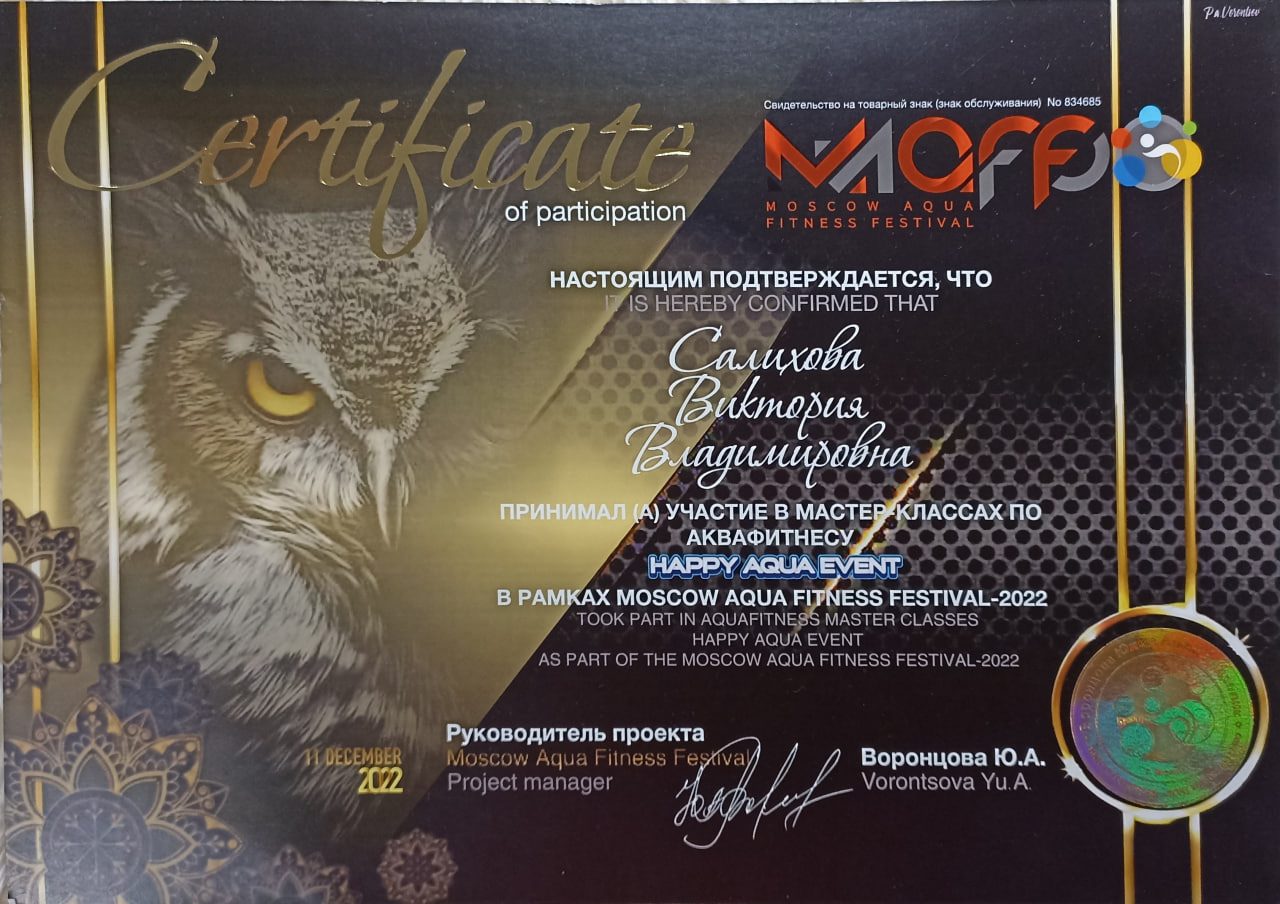 P.a.Vorontsov
Certificate
of participation
Свидетельство на товарный знак (знак обслуживания) No 834685
MAFF
MOSCOW AQUA
FITNESS FESTIVAL
НАСТОЯЩИМ ПОДТВЕРЖДАЕТСЯ, ЧТО
IT IS HEREBY CONFIRMED THAT
Салихова
Виктория
Владимировна
ПРИНИМАЛ (А) УЧАСТИЕ В МАСТЕР-КЛАССАХ ПО
АКВАФИТНЕСУ
HAPPY AQUA EVENT
В РАМКАХ MOSCOW AQUA FITNESS FESTIVAL-2022
TOOK PART IN AQUAFITNESS MASTER CLASSES
HAPPY AQUA EVENT
AS PART OF THE MOSCOW AQUA FITNESS FESTIVAL-2022
11 DECEMBER
2022
Руководитель проекта
Moscow Aqua Fitness Festival
Project manager
Воронцова Ю.А.
Vorontsova Yu.A.